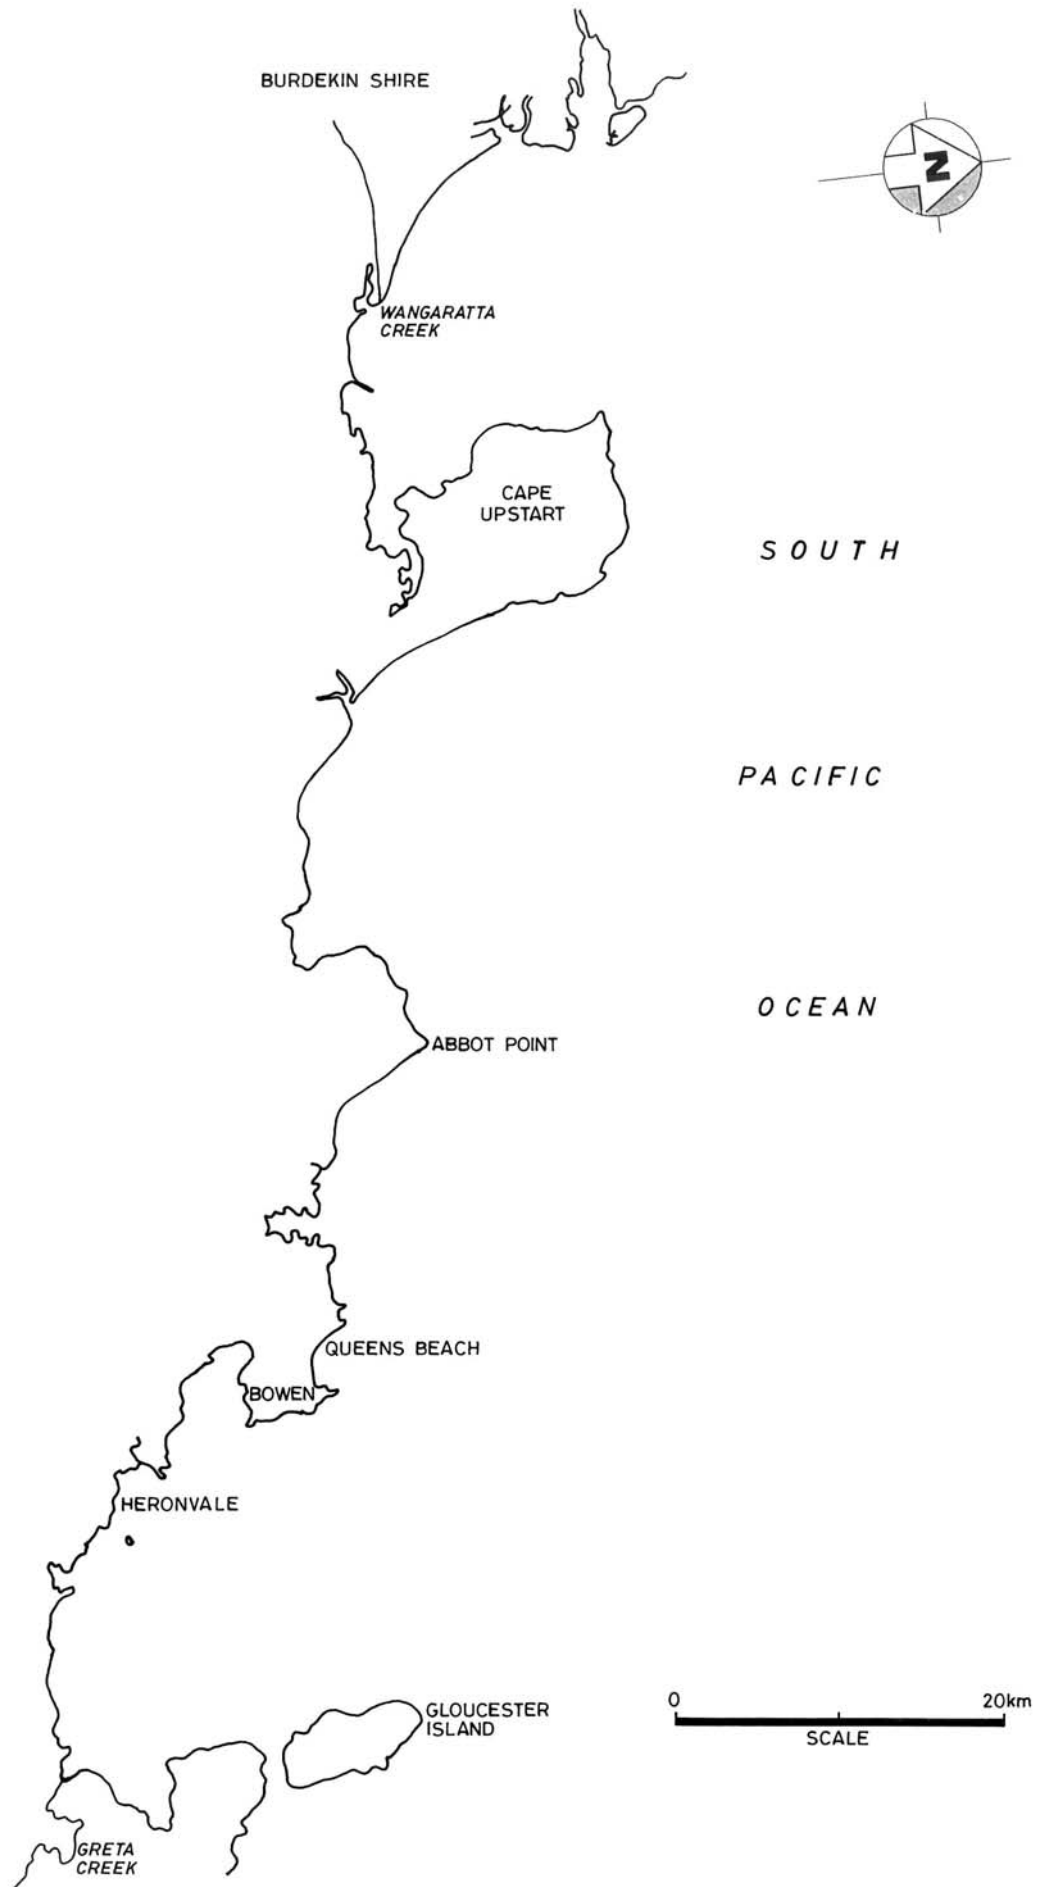 BURDEKIN SHIRE
N
WANGARATTA
CREEK
CAPE
UPSTART
SOUTH
PACIFIC
OCEAN
ABBOT POINT
QUEENS BEACH
BOWEN
HERONVALE
GLOUCESTER
ISLAND
0 20km
SCALE
GRETA
CREEK